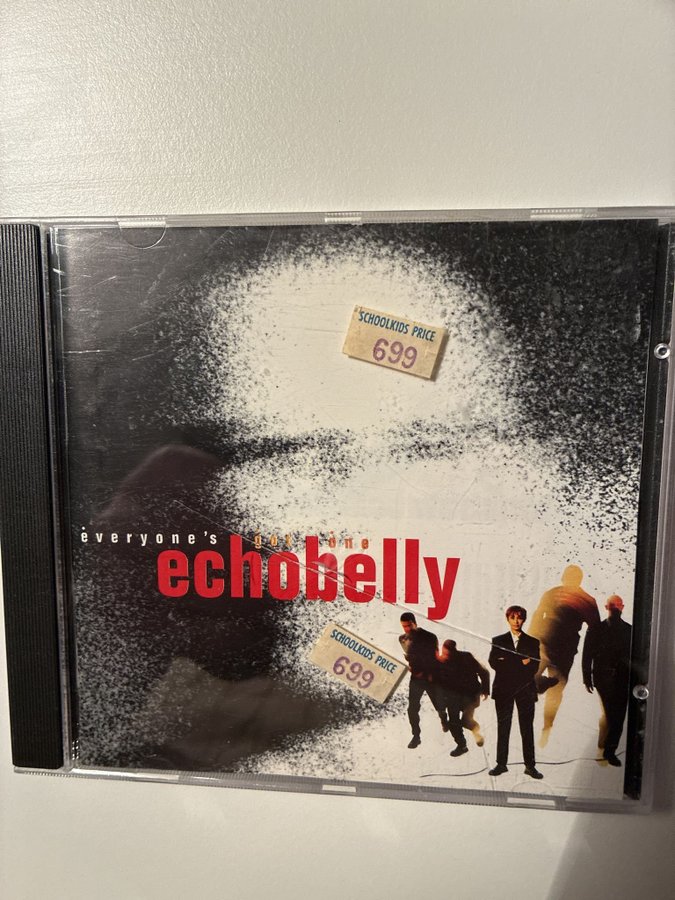 SCHOOLKIDS PRICE
699
everyone's got one
echobelly
SCHOOLKIDS PRICE
699